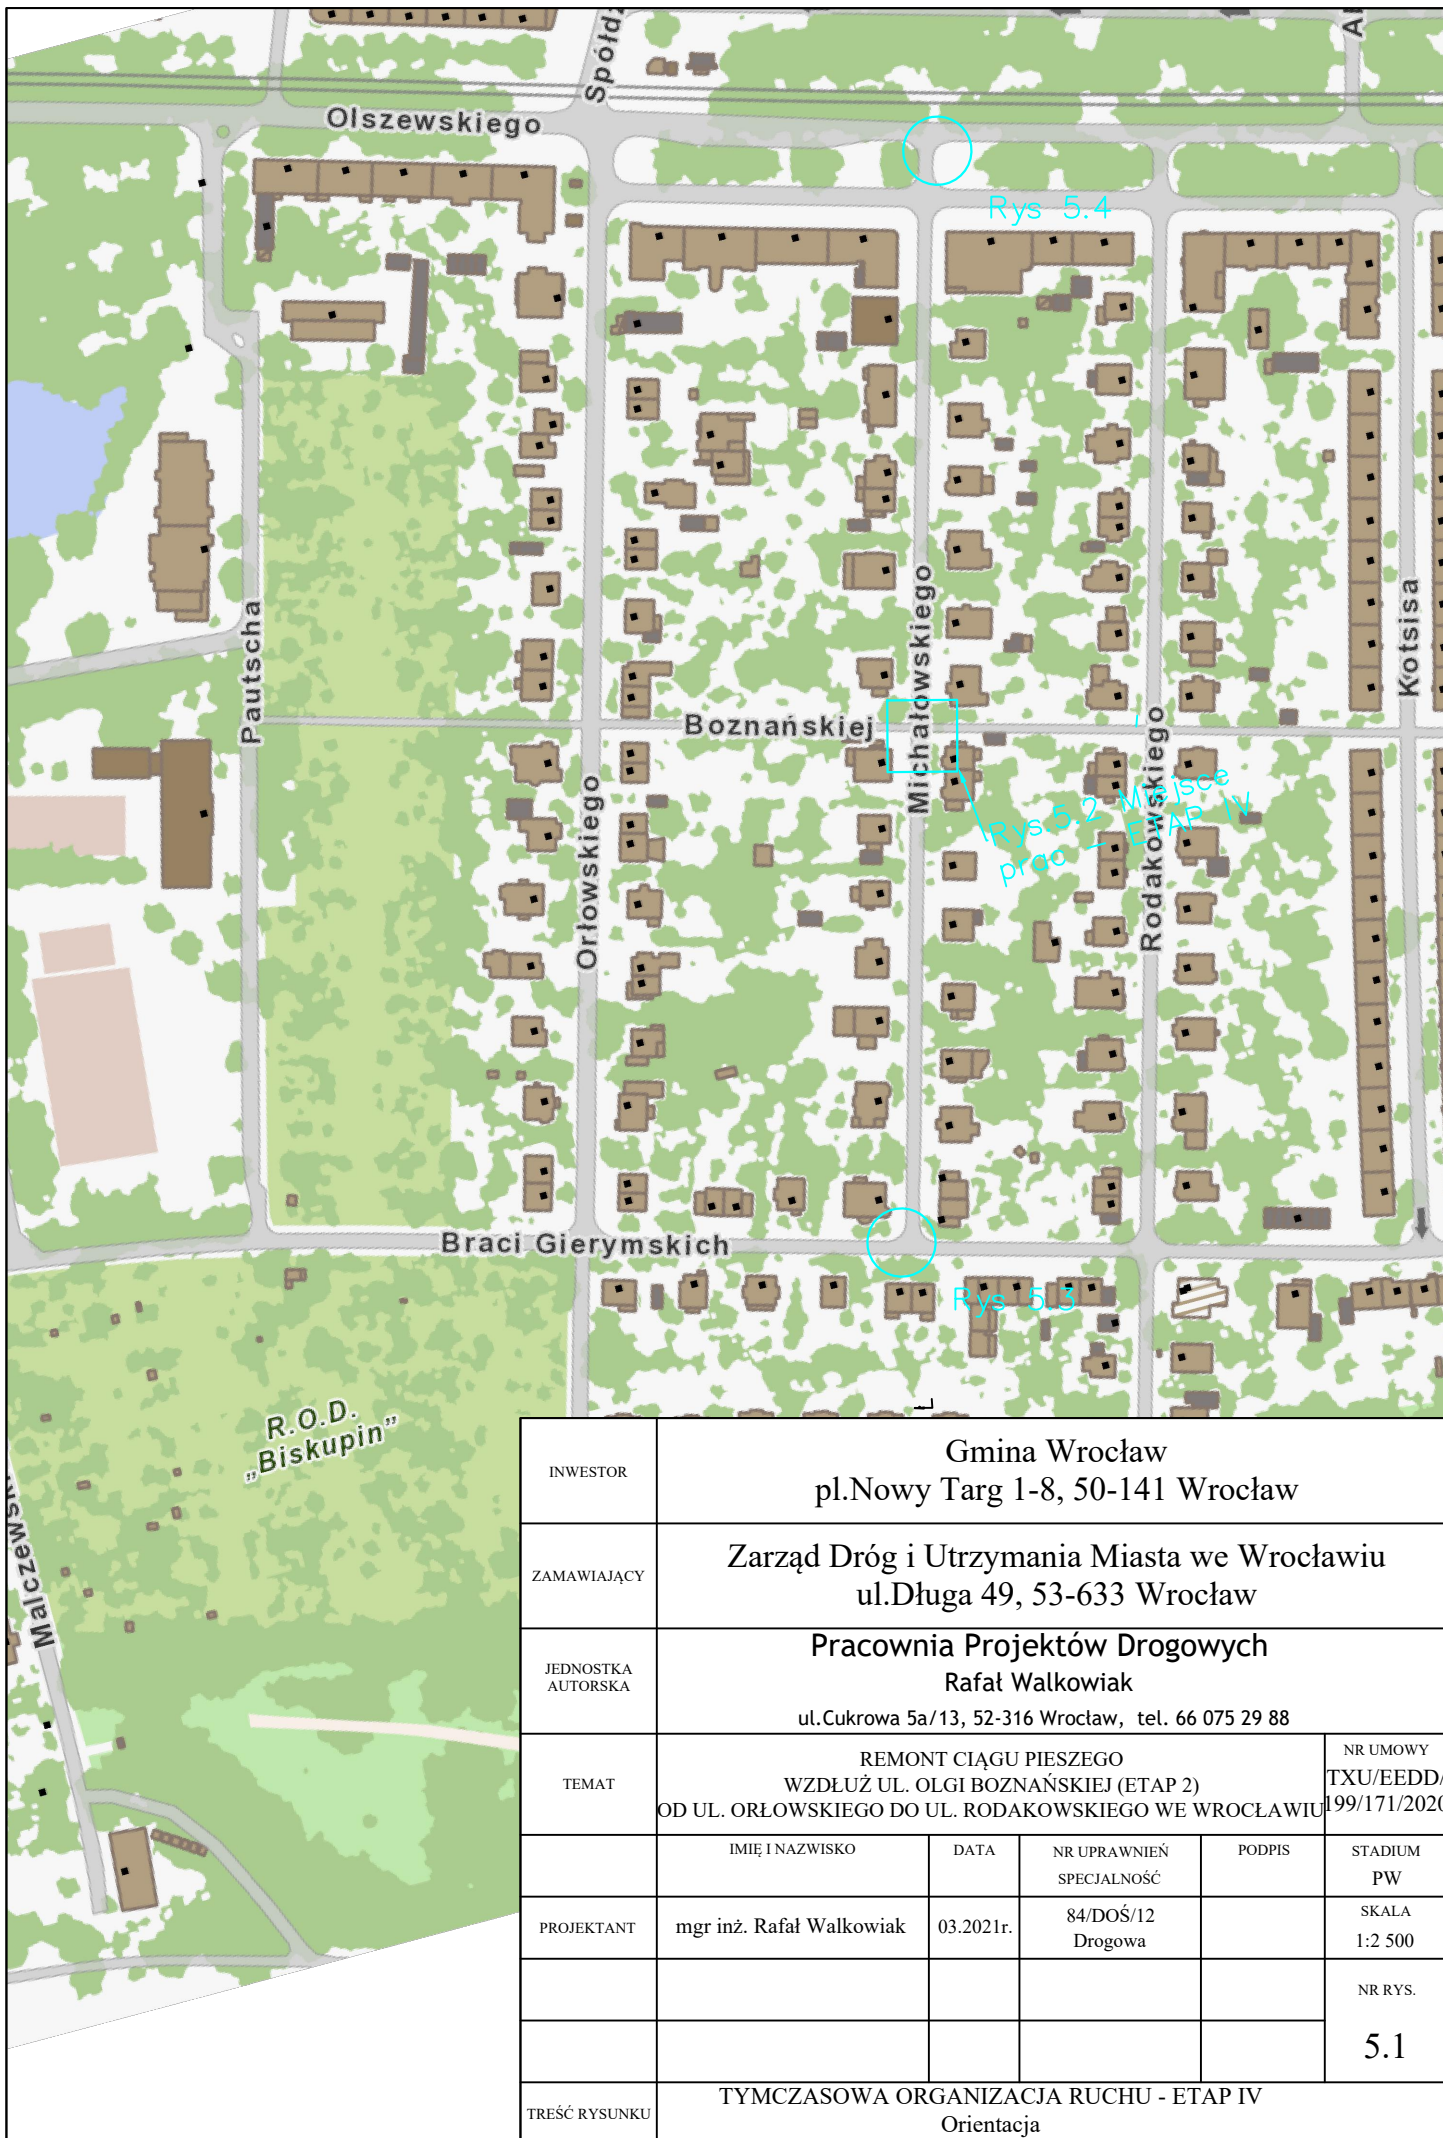 Spółdz
Olszewskiego
Rys 5.4
Pautscha
Michałowskiego
Kotsisa
Boznańskiej
Orłowskiego
Rodakowskiego
Rys.5.2 Miejsce
prac - ETAP IV
Braci Gierymskich
Rys 5.3
R.O.D.
„Biskupin”
Malczewsk
INWESTOR
Gmina Wrocław
pl.Nowy Targ 1-8, 50-141 Wrocław
ZAMAWIAJĄCY
Zarząd Dróg i Utrzymania Miasta we Wrocławiu
ul.Długa 49, 53-633 Wrocław
JEDNOSTKA
AUTORSKA
Pracownia Projektów Drogowych
Rafał Walkowiak
ul.Cukrowa 5a/13, 52-316 Wrocław, tel. 66 075 29 88
TEMAT
REMONT CIĄGU PIESZEGO
WZDŁUŻ UL. OLGI BOZNAŃSKIEJ (ETAP 2)
OD UL. ORŁOWSKIEGO DO UL. RODAKOWSKIEGO WE WROCŁAWIU
NR UMOWY
TXU/EEDD/
199/171/2020
IMIĘ I NAZWISKO
DATA
NR UPRAWNIEŃ
SPECJALNOŚĆ
PODPIS
STADIUM
PW
PROJEKTANT
mgr inż. Rafał Walkowiak
03.2021r.
84/DOŚ/12
Drogowa
SKALA
1:2 500
NR RYS.
5.1
TREŚĆ RYSUNKU
TYMCZASOWA ORGANIZACJA RUCHU - ETAP IV
Orientacja